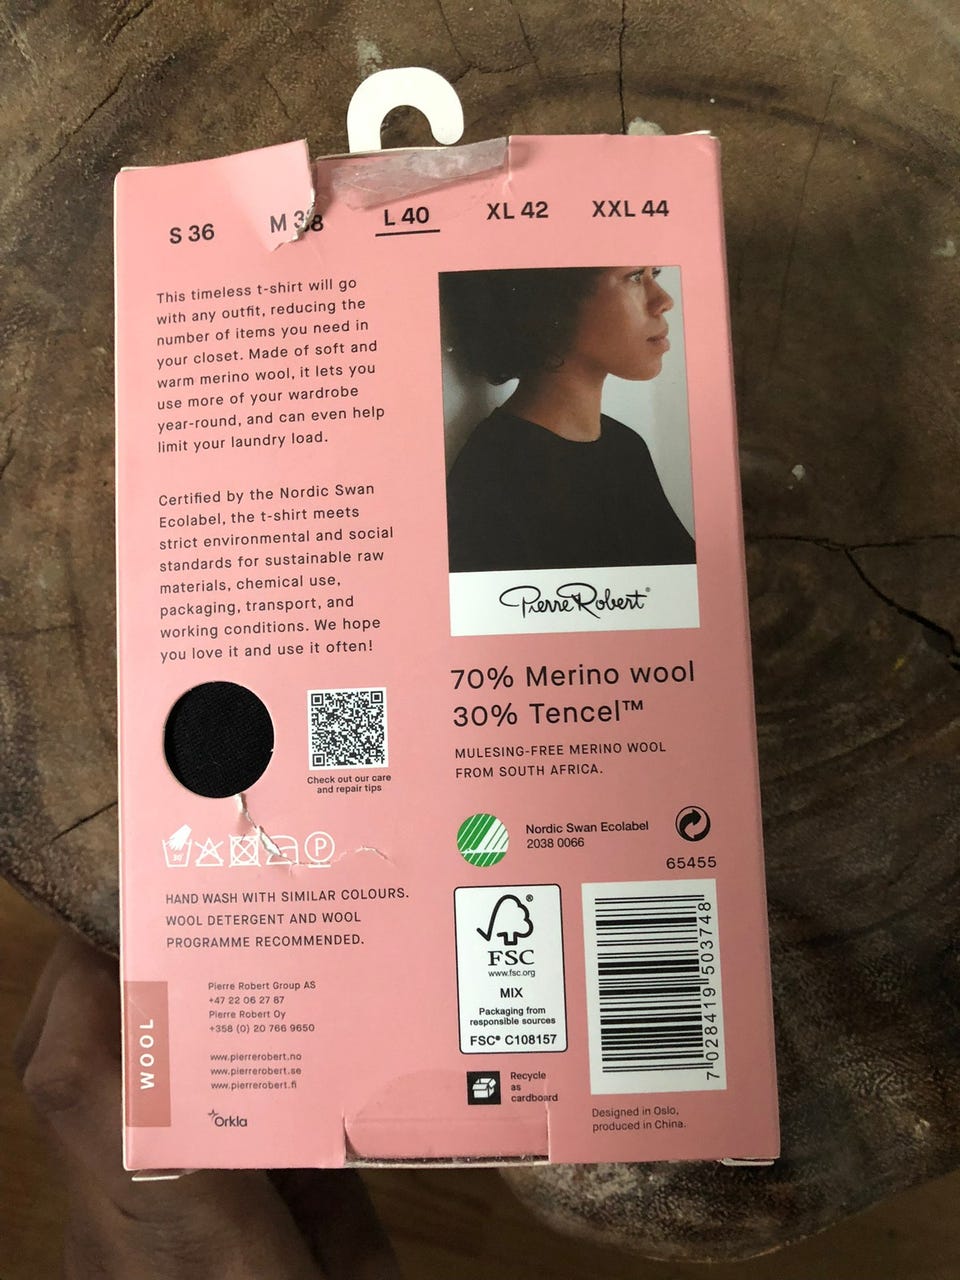 S 36 M 38 L 40 XL 42 XXL 44
This timeless t-shirt will go
with any outfit, reducing the
number of items you need in
your closet. Made of soft and
warm merino wool, it lets you
use more of your wardrobe
year-round, and can even help
limit your laundry load.
Certified by the Nordic Swan
Ecolabel, the t-shirt meets
strict environmental and social
standards for sustainable raw
materials, chemical use,
packaging, transport, and
working conditions. We hope
you love it and use it often!
Check out our care
and repair tips
30°
P
HAND WASH WITH SIMILAR COLOURS.
WOOL DETERGENT AND WOOL
PROGRAMME RECOMMENDED.
Pierre Robert Group AS
+47 22 06 27 87
Pierre Robert Oy
+358 (0) 20 766 9650
www.pierrerobert.no
www.pierrerobert.se
www.pierrerobert.fi
WOOL
Orkla
Pierre Robert®
70% Merino wool
30% Tencel™
MULESING-FREE MERINO WOOL
FROM SOUTH AFRICA.
Nordic Swan Ecolabel
2038 0066
65455
®
FSC
www.fsc.org
MIX
Packaging from
responsible sources
FSC® C108157
7 028419 503748
Recycle
as
cardboard
Designed in Oslo,
produced in China.